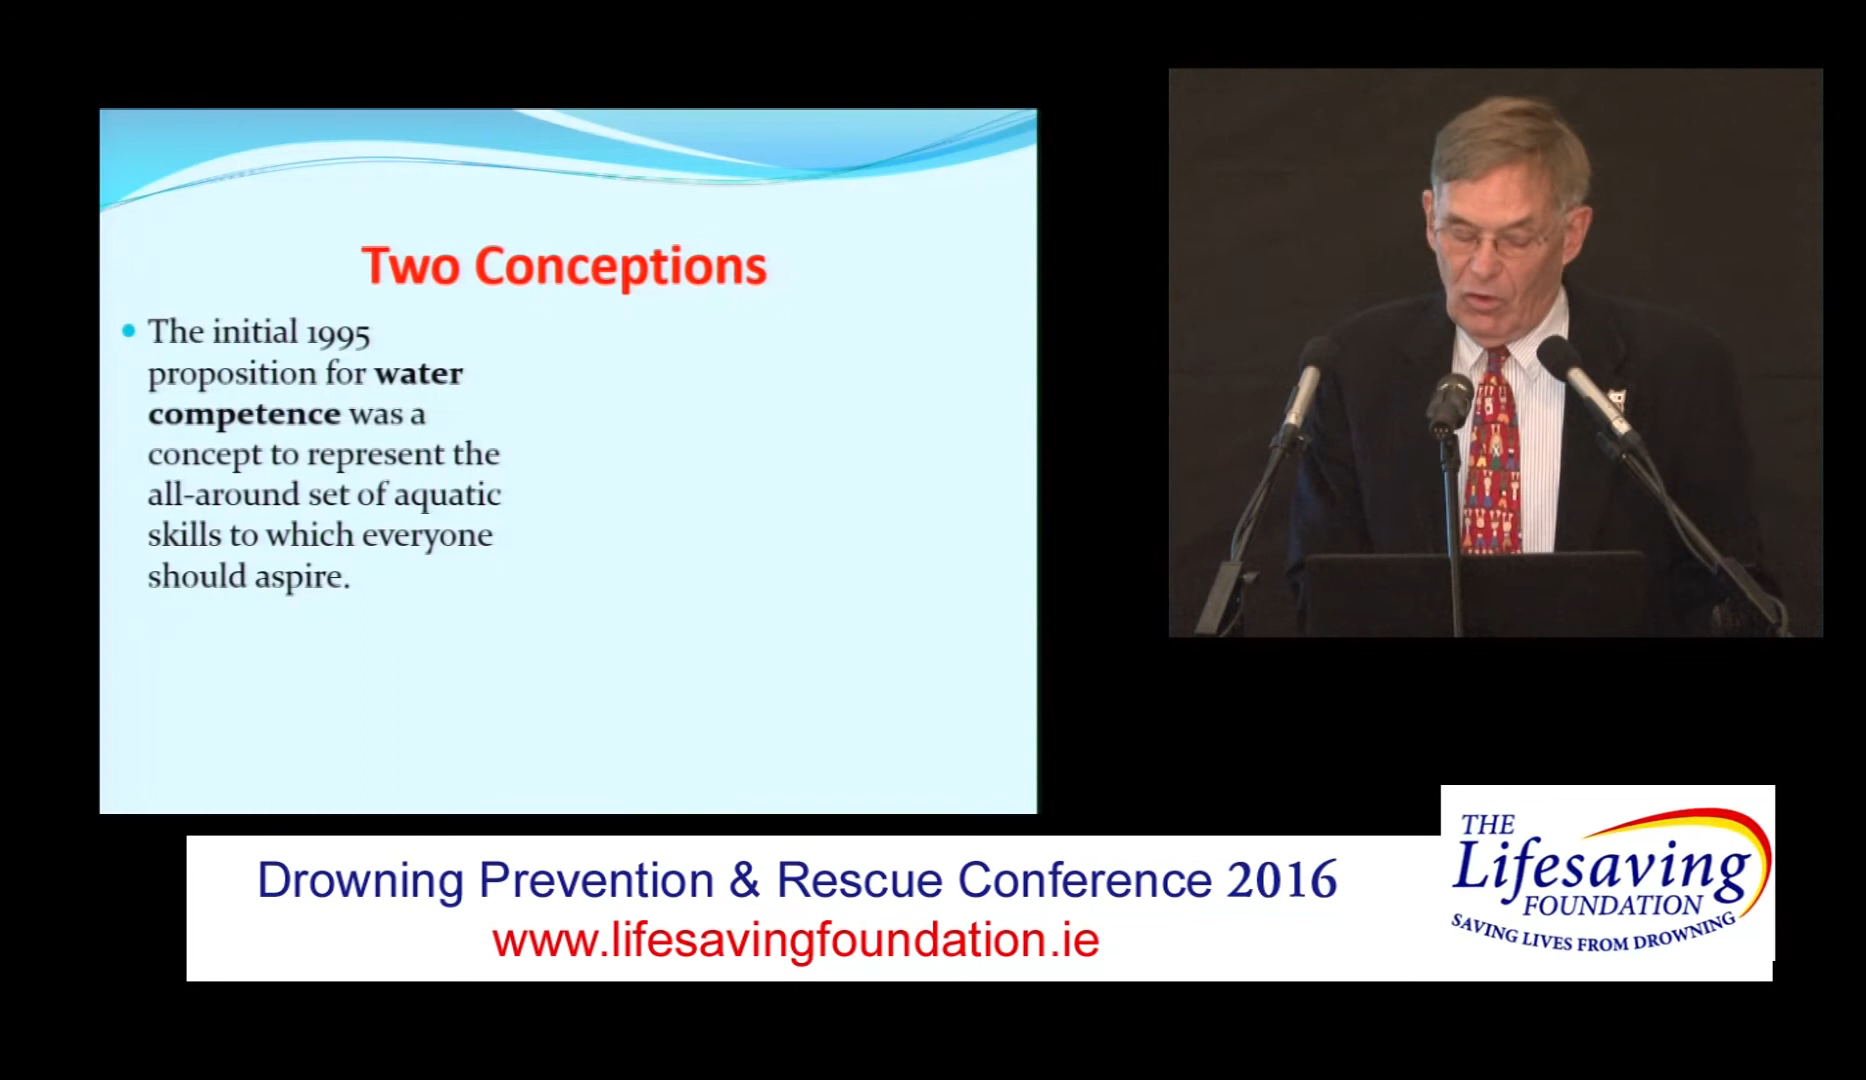 Two Conceptions
The initial 1995
proposition for water
competence was a
concept to represent the
all-around set of aquatic
skills to which everyone
should aspire.
Drowning Prevention & Rescue Conference 2016
www.lifesavingfoundation.ie
THE
Lifesaving
FOUNDATION
SAVING LIVES FROM DROWNING